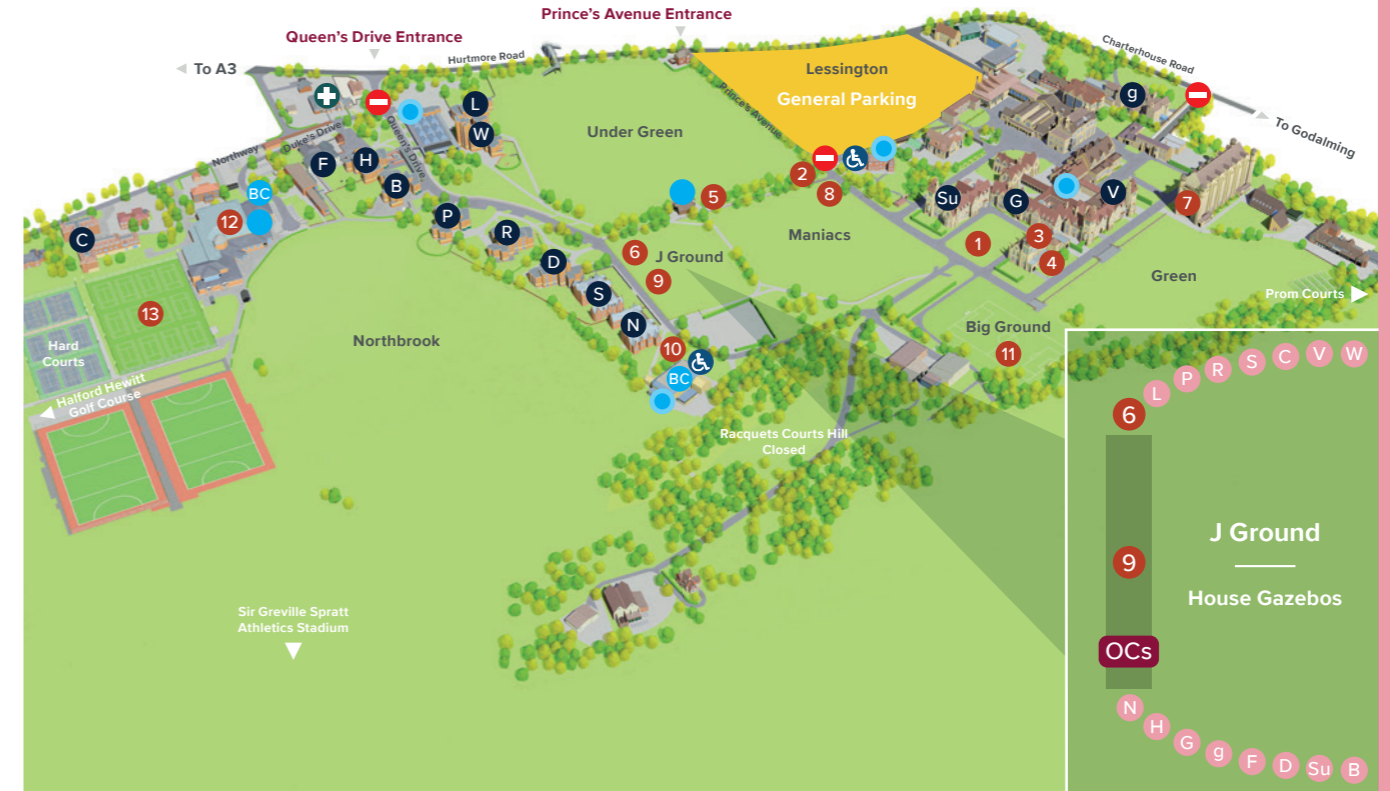 Prince's Avenue Entrance
Queen's Drive Entrance
To A3
Hurtmore Road
Charterhouse Road
To Godalming
Lessington
General Parking
Prince's Avenue
Under Green
Northway
Duke's Drive
Queen's Drive
L
W
F
H
B
BC
12
C
P
R
D
S
N
g
2
8
5
Su
G
V
7
1
3
4
Maniacs
6
J Ground
9
Green
Prom Courts
13
Hard
Courts
Northbrook
10
BC
Big Ground
11
Halford Hewitt
Golf Course
Racquets Courts Hill
Closed
Sir Greville Spratt
Athletics Stadium
L
P
R
S
C
V
W
6
9
J Ground
House Gazebos
OCs
N
H
G
g
F
D
Su
B